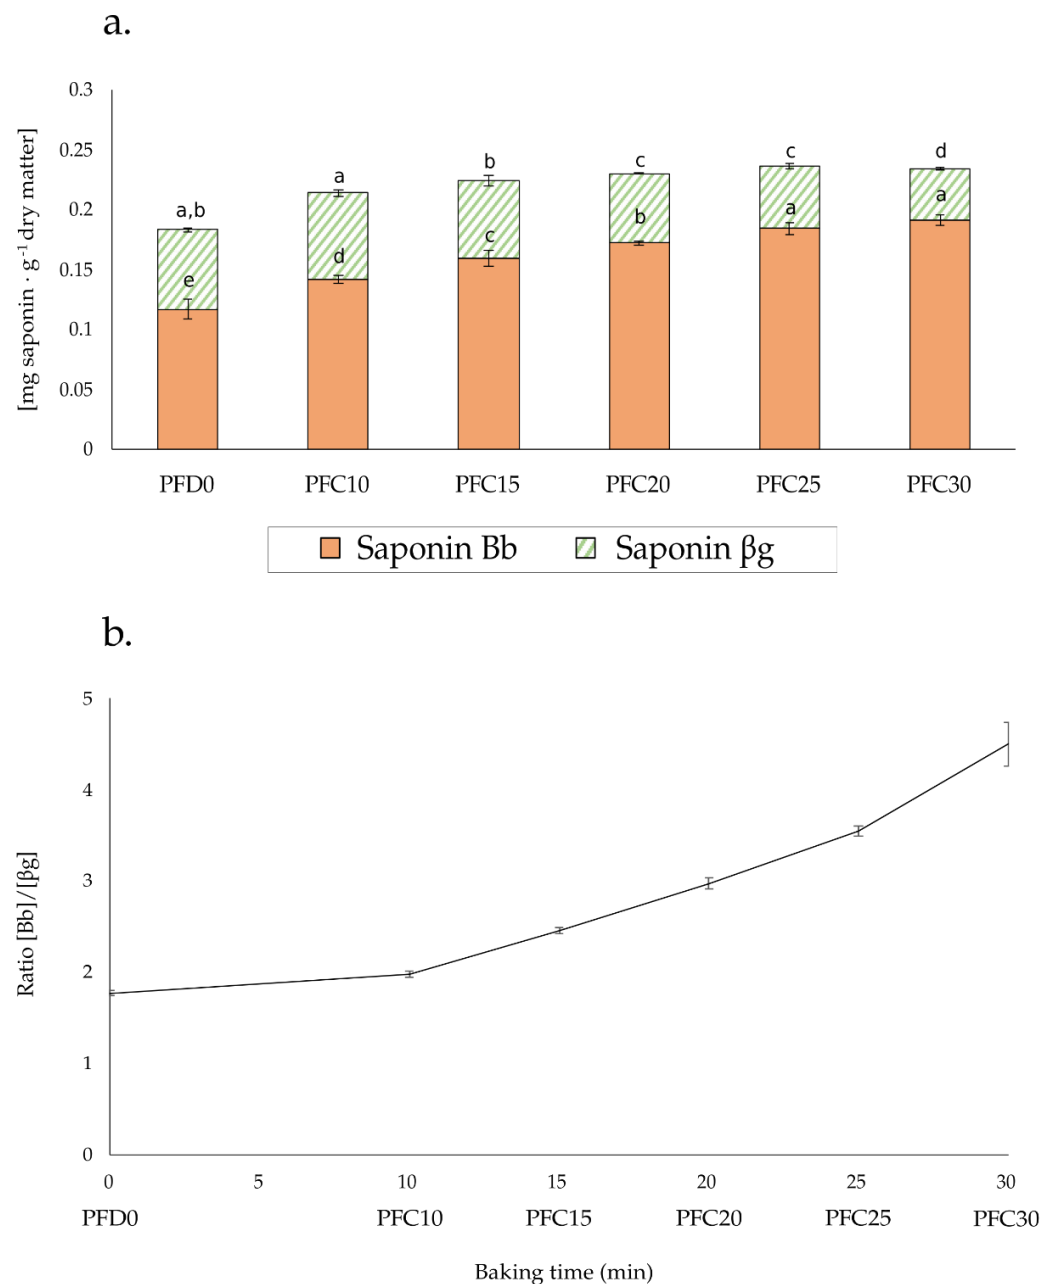 a.
[mg saponin · g⁻¹ dry matter]
0.3
0.25
0.2
0.15
0.1
0.05
0
a,b
a
b
c
c
d
e
d
c
b
a
a
PFD0 PFC10 PFC15 PFC20 PFC25 PFC30
Saponin Bb Saponin βg
b.
Ratio [Bb]/[βg]
5
4
3
2
1
0
0 5 10 15 20 25 30
PFD0 PFC10 PFC15 PFC20 PFC25 PFC30
Baking time (min)